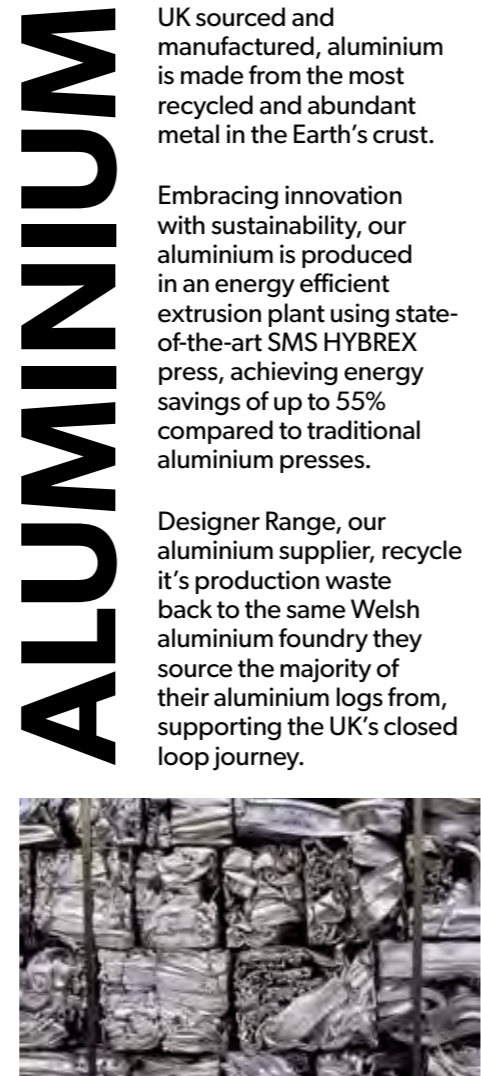 ALUMINIUM
UK sourced and
manufactured, aluminium
is made from the most
recycled and abundant
metal in the Earth's crust.
Embracing innovation
with sustainability, our
aluminium is produced
in an energy efficient
extrusion plant using state-
of-the-art SMS HYBREX
press, achieving energy
savings of up to 55%
compared to traditional
aluminium presses.
Designer Range, our
aluminium supplier, recycle
it's production waste
back to the same Welsh
aluminium foundry they
source the majority of
their aluminium logs from,
supporting the UK's closed
loop journey.